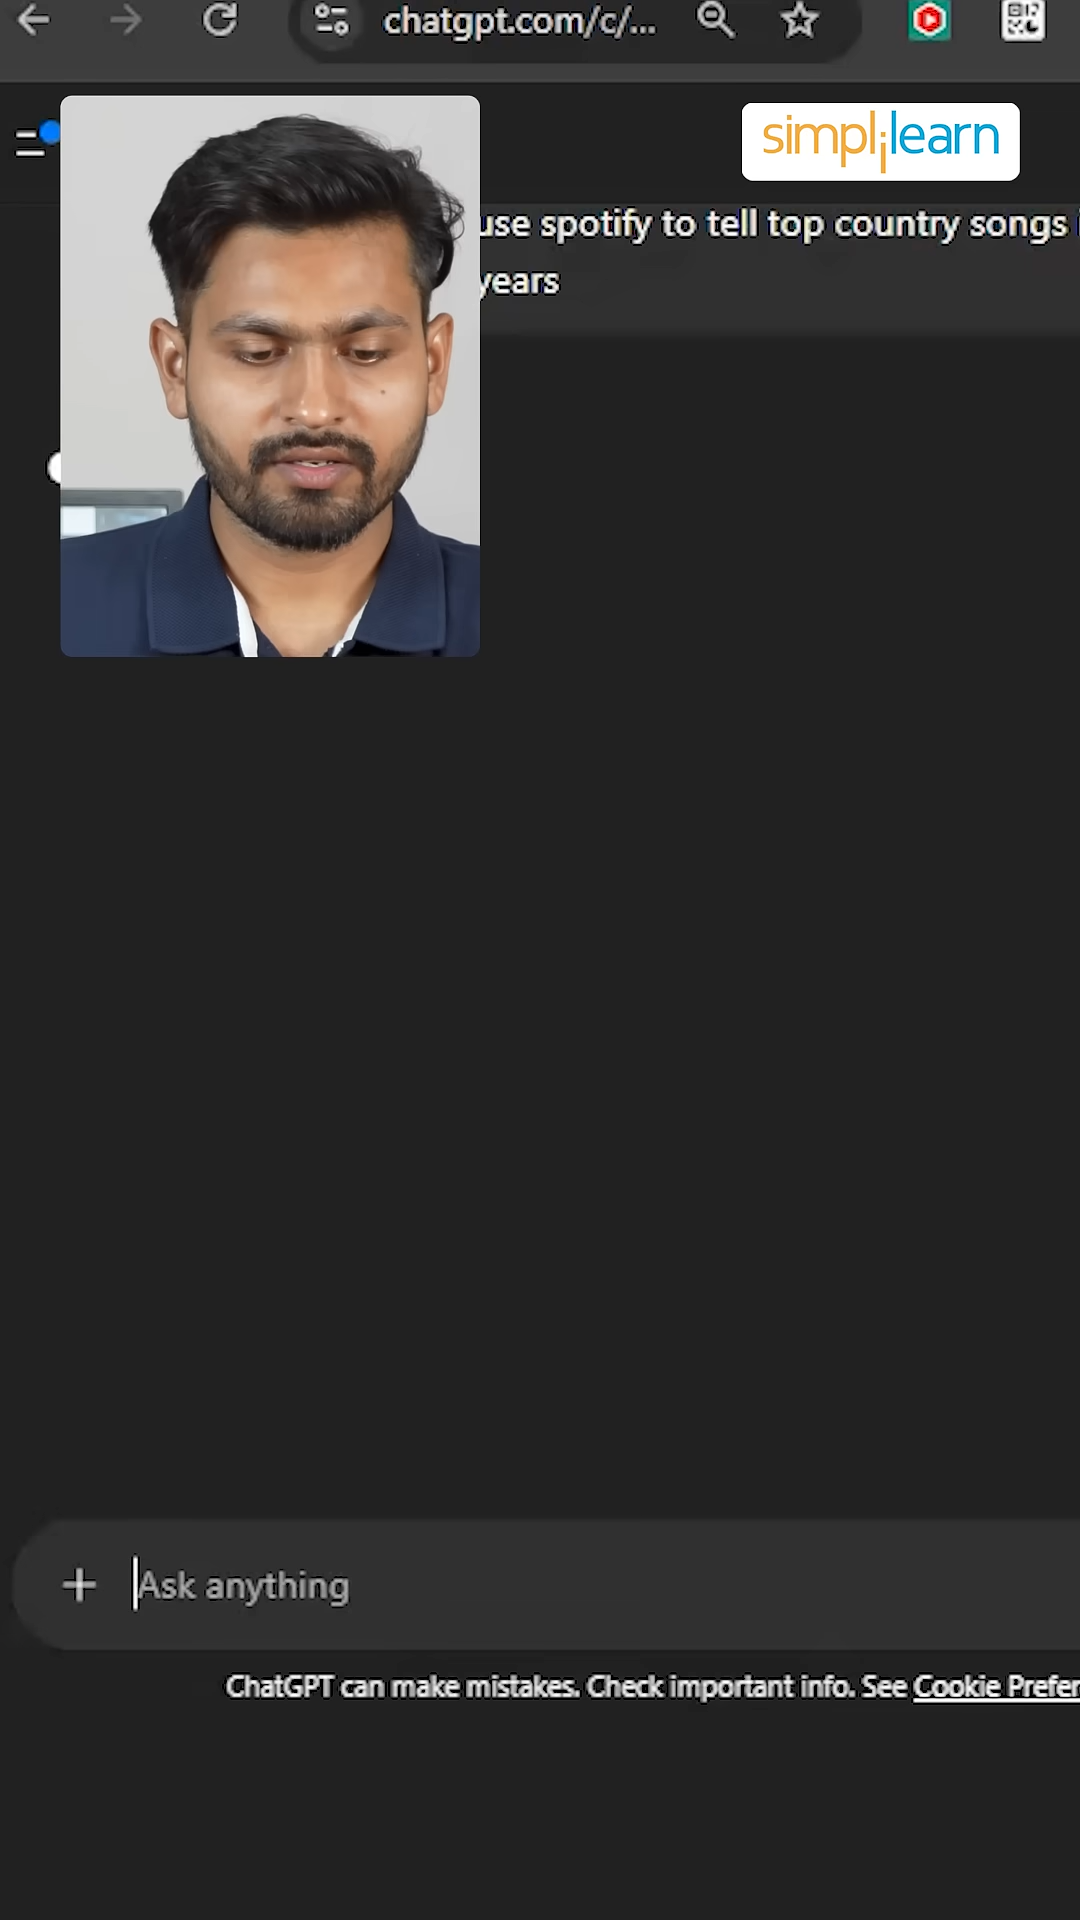 chatgpt.com/c/...
simplilearn
use spotify to tell top country songs
years
Ask anything
ChatGPT can make mistakes. Check important info. See Cookie Prefer